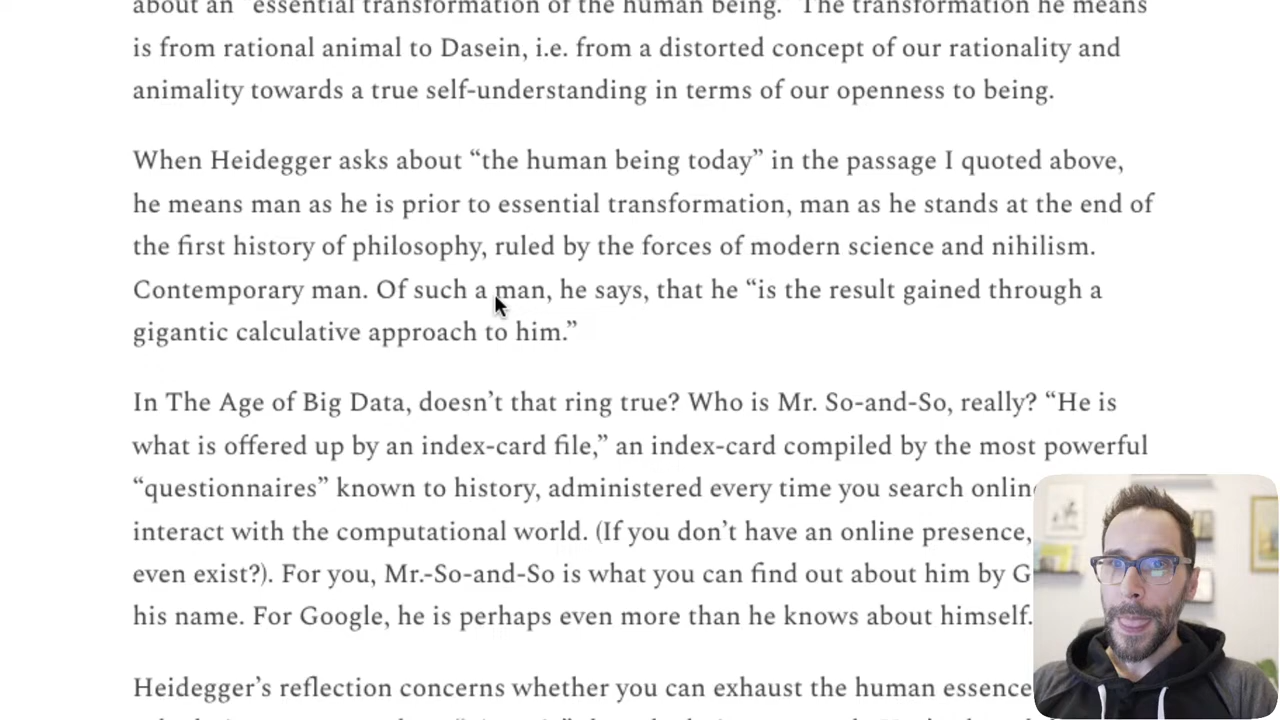 about an “essential transformation of the human being.” The transformation he means
is from rational animal to Dasein, i.e. from a distorted concept of our rationality and
animality towards a true self-understanding in terms of our openness to being.
When Heidegger asks about “the human being today” in the passage I quoted above,
he means man as he is prior to essential transformation, man as he stands at the end of
the first history of philosophy, ruled by the forces of modern science and nihilism.
Contemporary man. Of such a man, he says, that he “is the result gained through a
gigantic calculative approach to him.”
In The Age of Big Data, doesn’t that ring true? Who is Mr. So-and-So, really? “He is
what is offered up by an index-card file,” an index-card compiled by the most powerful
“questionnaires” known to history, administered every time you search onlin
interact with the computational world. (If you don’t have an online presence,
even exist?). For you, Mr.-So-and-So is what you can find out about him by G
his name. For Google, he is perhaps even more than he knows about himself.
Heidegger’s reflection concerns whether you can exhaust the human essence